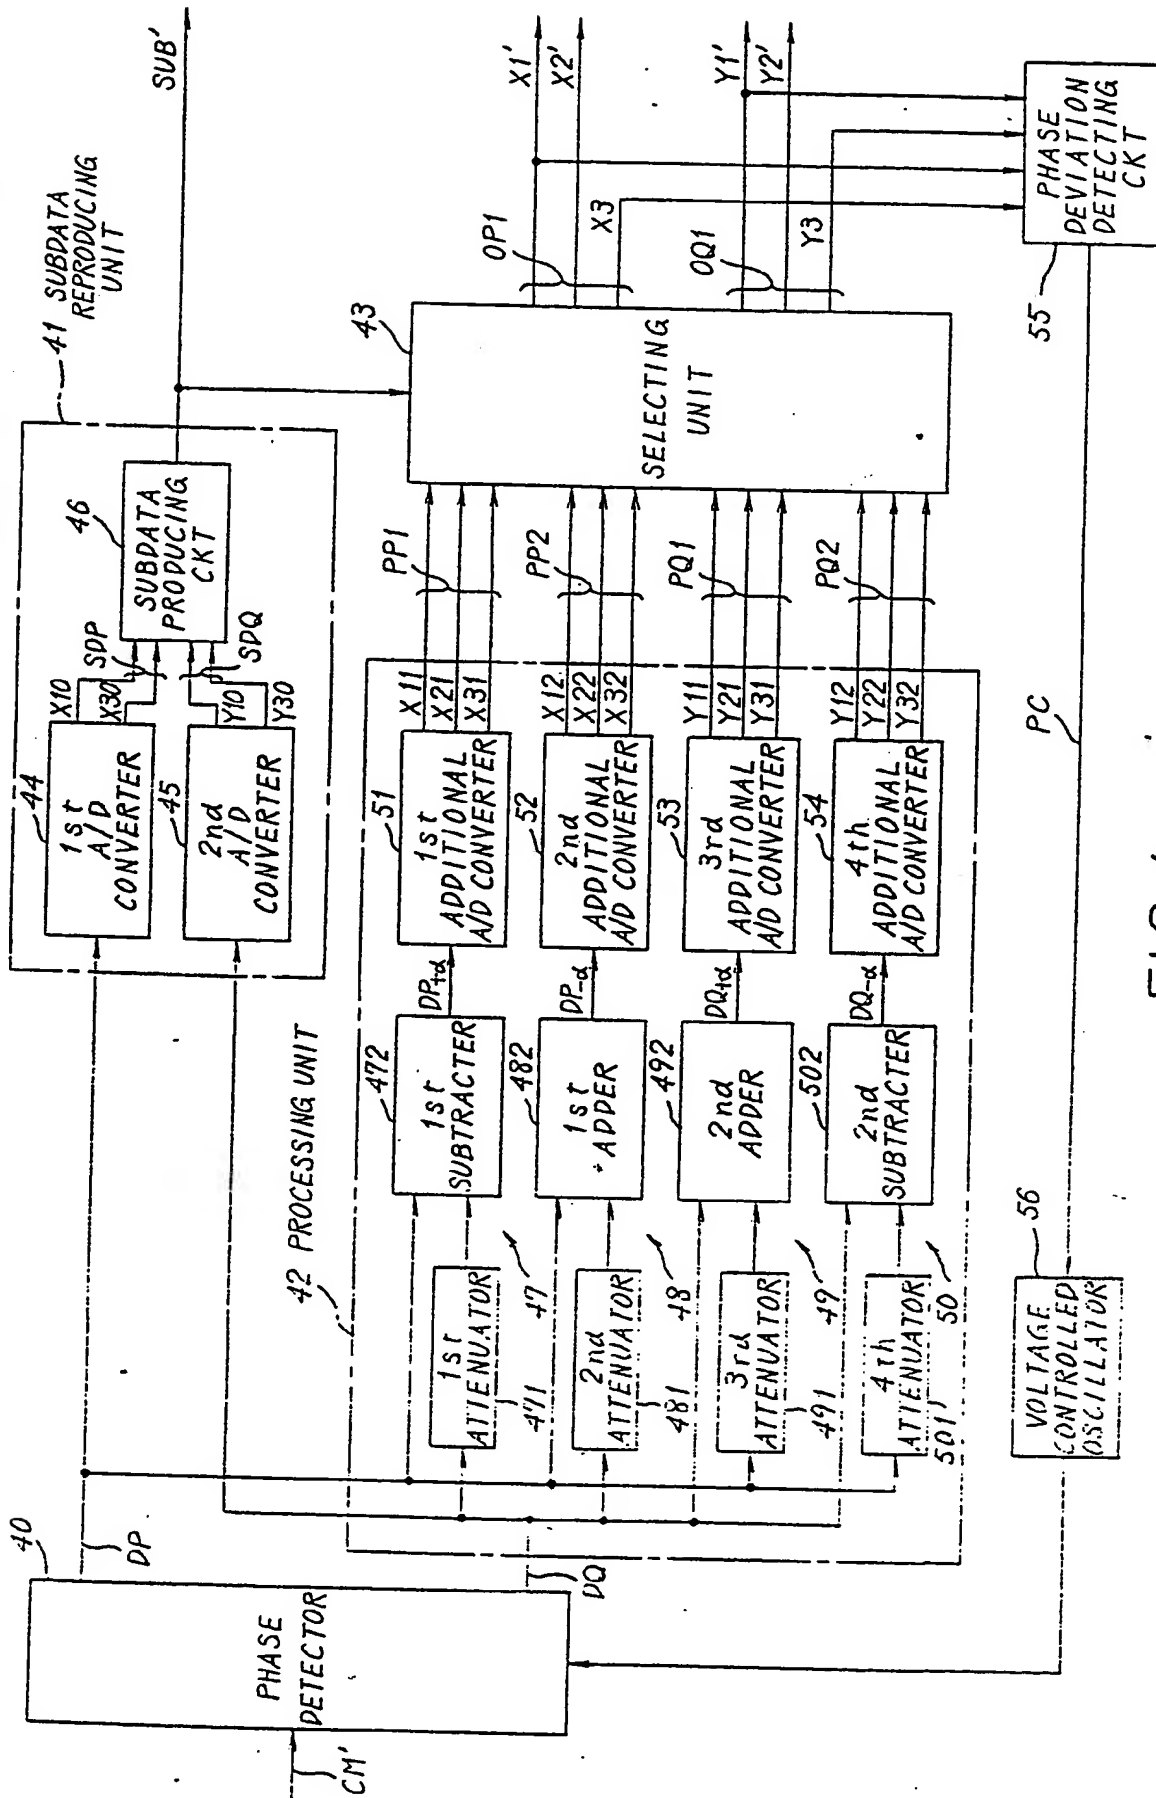 CM'
PHASE
DETECTOR
40
DP
DQ
41 SUBDATA
REPRODUCING
UNIT
44
1st
A/D
CONVERTER
45
2nd
A/D
CONVERTER
X10
X30
SDP
Y10
Y30
SDQ
46
SUBDATA
PRODUCING
CKT
SUB'
42 PROCESSING UNIT
1st
ATTENUATOR
471
47
472
1st
SUBTRACTER
DP+α
51
1st
ADDITIONAL
A/D CONVERTER
X11
X21
X31
PP1
2nd
ATTENUATOR
481
48
482
1st
ADDER
DP-α
52
2nd
ADDITIONAL
A/D CONVERTER
X12
X22
X32
PP2
3rd
ATTENUATOR
491
49
492
2nd
ADDER
DQ+α
53
3rd
ADDITIONAL
A/D CONVERTER
Y11
Y21
Y31
PQ1
4th
ATTENUATOR
501
50
502
2nd
SUBTRACTER
DQ-α
54
4th
ADDITIONAL
A/D CONVERTER
Y12
Y22
Y32
PQ2
43
SELECTING
UNIT
OP1
X1'
X2'
X3
OQ1
Y1'
Y2'
Y3
55
PHASE
DEVIATION
DETECTING
CKT
PC
56
VOLTAGE
CONTROLLED
OSCILLATOR